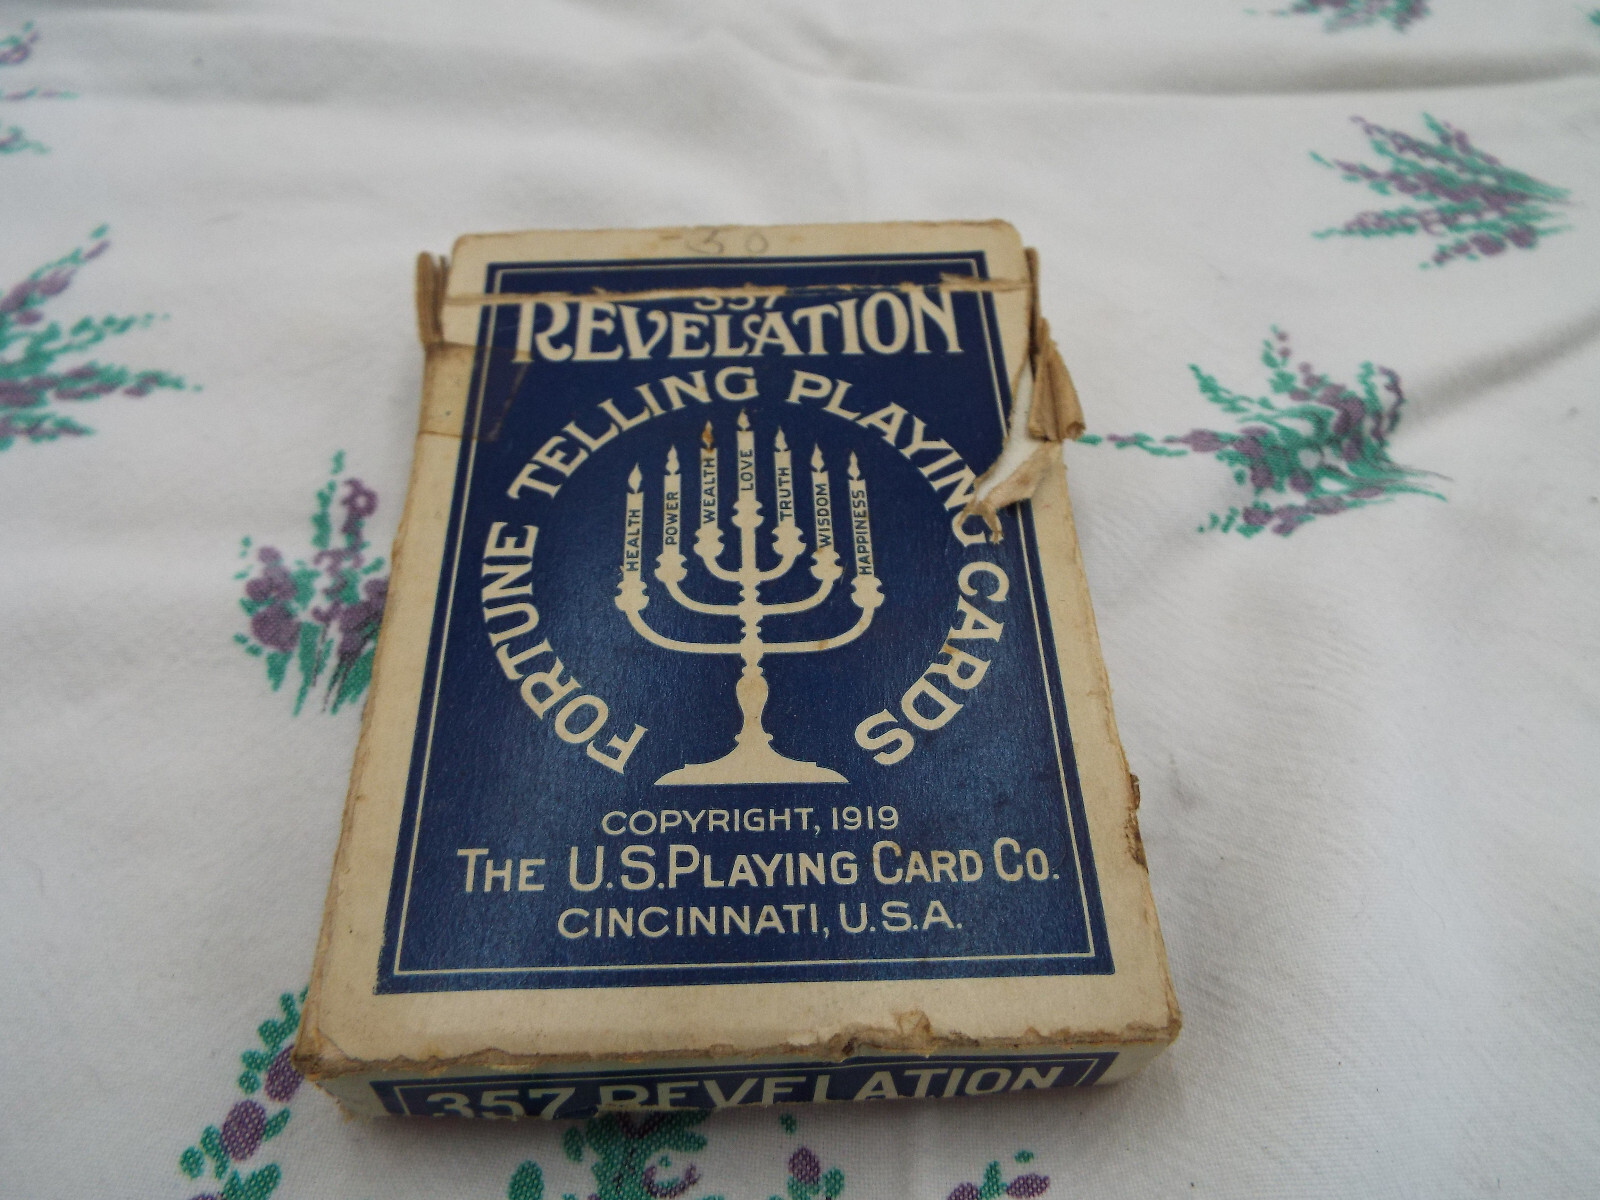 30
357
REVELATION
FORTUNE TELLING PLAYING CARDS
HEALTH
POWER
WEALTH
LOVE
TRUTH
WISDOM
HAPPINESS
COPYRIGHT, 1919
THE U.S. PLAYING CARD CO.
CINCINNATI, U.S.A.
357 REVELATION